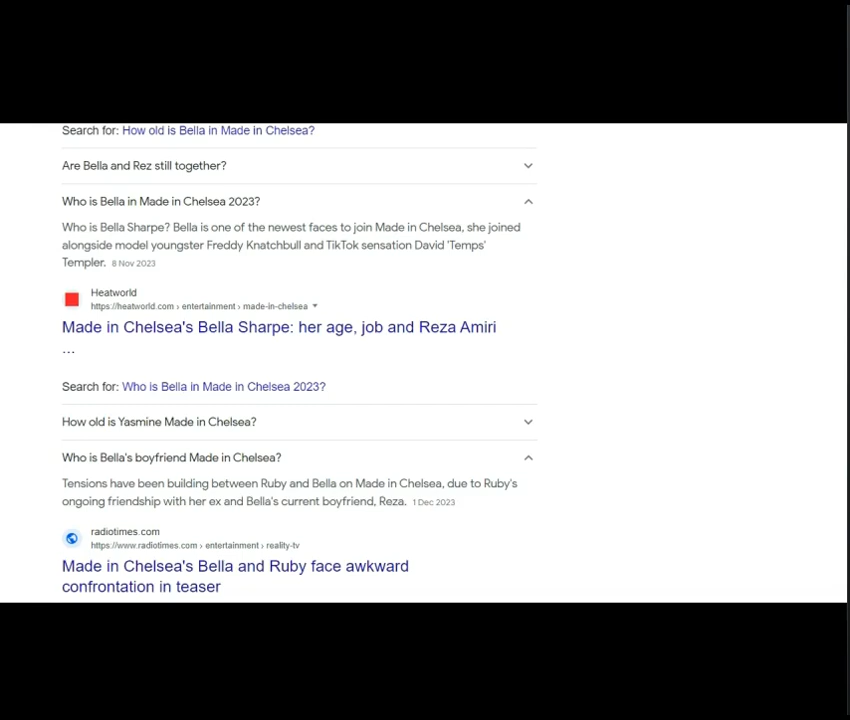 Search for: How old is Bella in Made in Chelsea?
Are Bella and Rez still together?
Who is Bella in Made in Chelsea 2023?
Who is Bella Sharpe? Bella is one of the newest faces to join Made in Chelsea, she joined
alongside model youngster Freddy Knatchbull and TikTok sensation David 'Temps'
Templer. 8 Nov 2023
Heatworld
https://heatworld.com › entertainment › made-in-chelsea
Made in Chelsea's Bella Sharpe: her age, job and Reza Amiri
...
Search for: Who is Bella in Made in Chelsea 2023?
How old is Yasmine Made in Chelsea?
Who is Bella's boyfriend Made in Chelsea?
Tensions have been building between Ruby and Bella on Made in Chelsea, due to Ruby's
ongoing friendship with her ex and Bella's current boyfriend, Reza. 1 Dec 2023
radiotimes.com
https://www.radiotimes.com › entertainment › reality-tv
Made in Chelsea's Bella and Ruby face awkward
confrontation in teaser